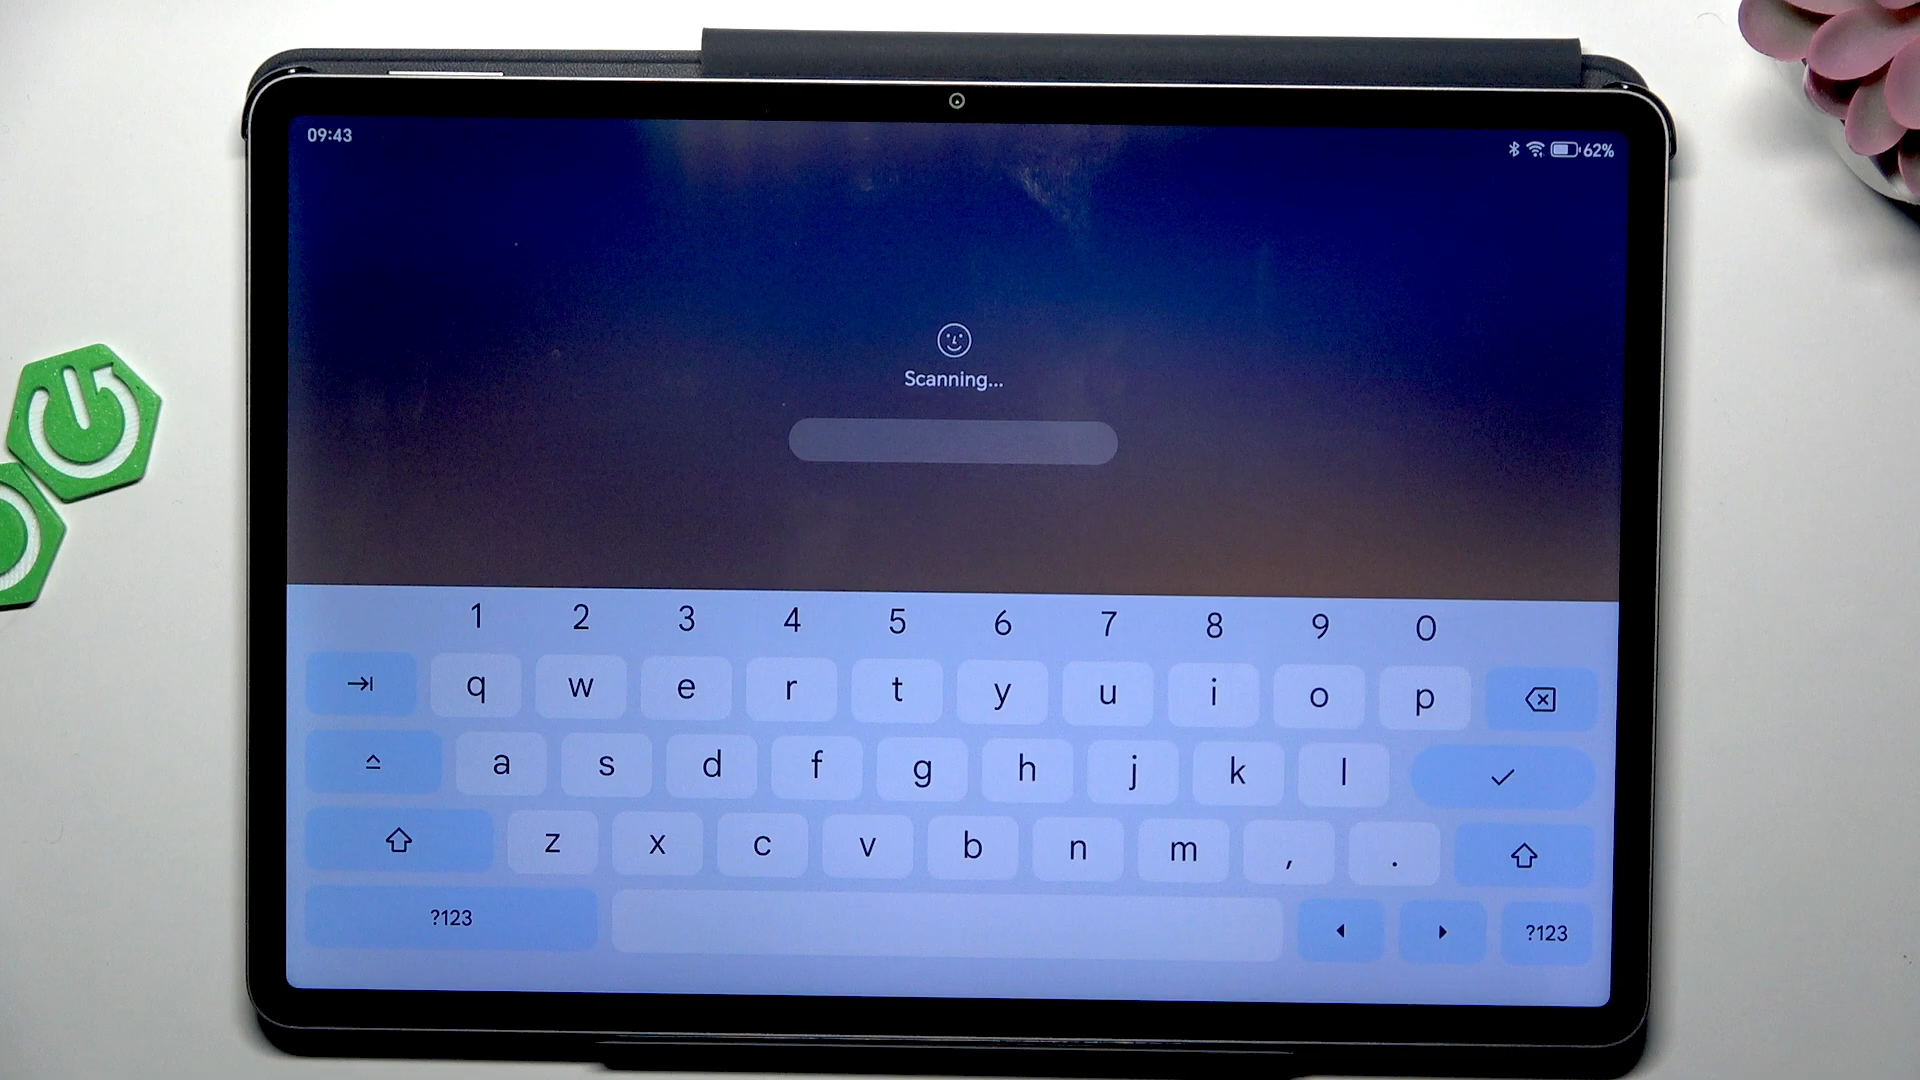 09:43
62%
Scanning...
1 2 3 4 5 6 7 8 9 0
q w e r t y u i o p
a s d f g h j k l
z x c v b n m , .
?123 ?123